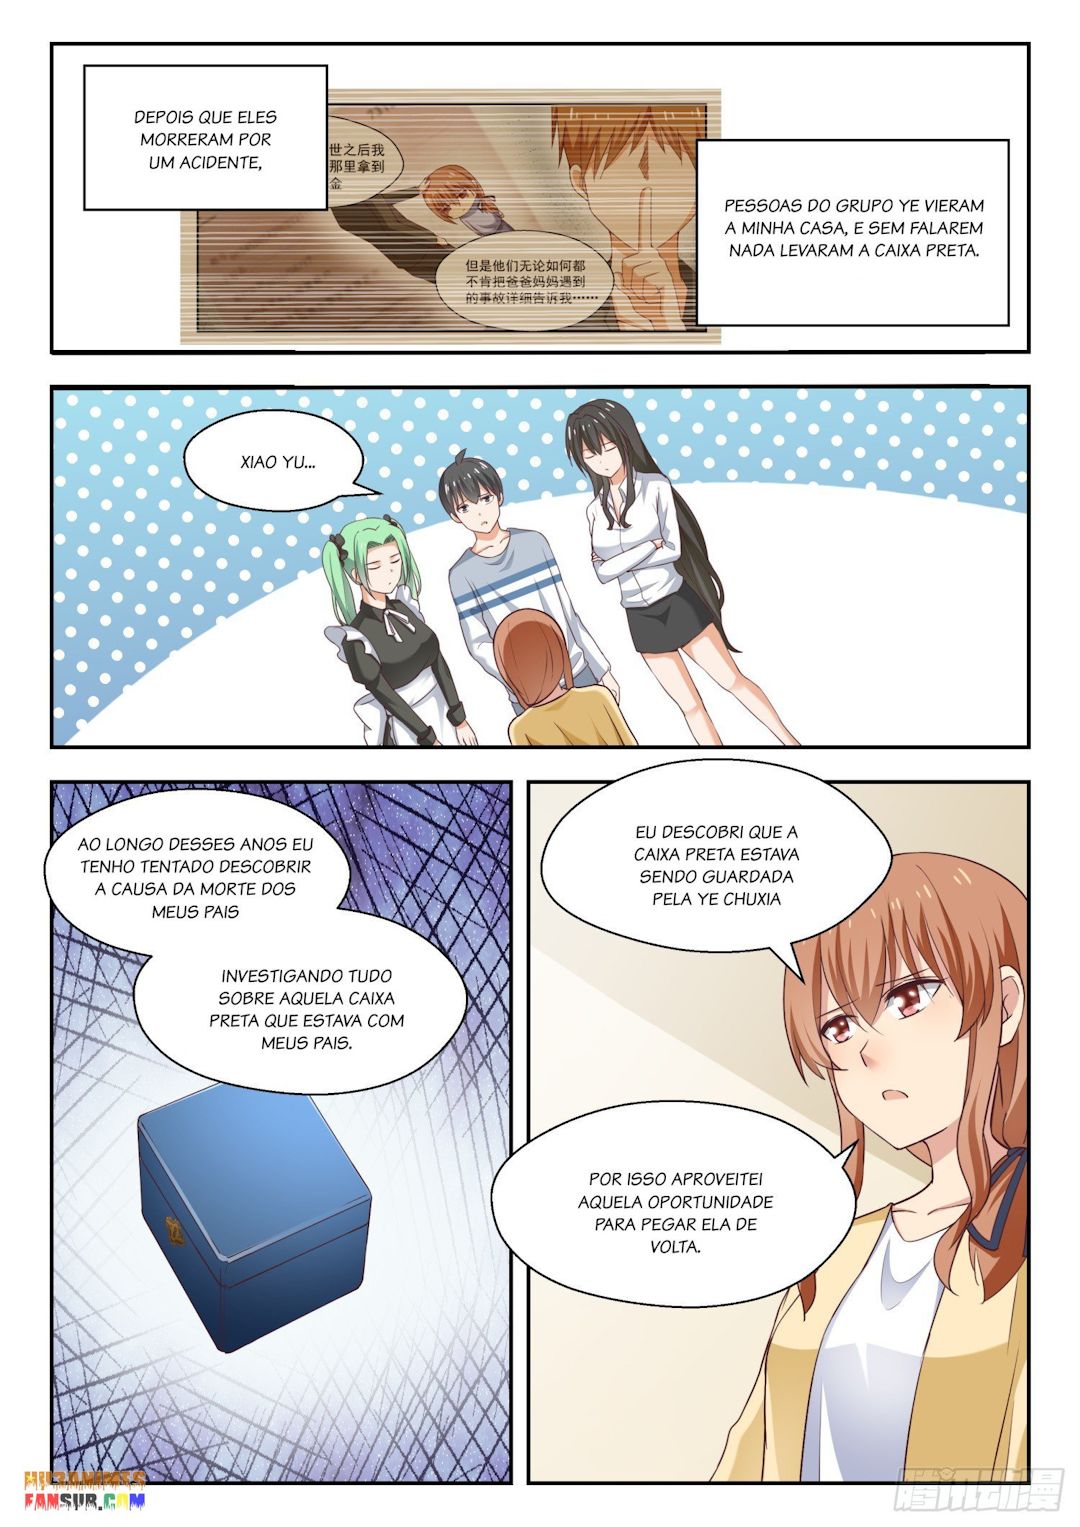 DEPOIS QUE ELES
MORRERAM POR
UM ACIDENTE,
世之后我
那里拿到
金
但是他们无论如何都
不肯把爸爸妈妈遇到
的事故详细告诉我……
PESSOAS DO GRUPO YE VIERAM
A MINHA CASA, E SEM FALAREM
NADA LEVARAM A CAIXA PRETA.
XIAO YU...
AO LONGO DESSES ANOS EU
TENHO TENTADO DESCOBRIR
A CAUSA DA MORTE DOS
MEUS PAIS
INVESTIGANDO TUDO
SOBRE AQUELA CAIXA
PRETA QUE ESTAVA COM
MEUS PAIS.
EU DESCOBRI QUE A
CAIXA PRETA ESTAVA
SENDO GUARDADA
PELA YE CHUXIA
POR ISSO APROVEITEI
AQUELA OPORTUNIDADE
PARA PEGAR ELA DE
VOLTA.
FANSUB.COM
腾讯动漫